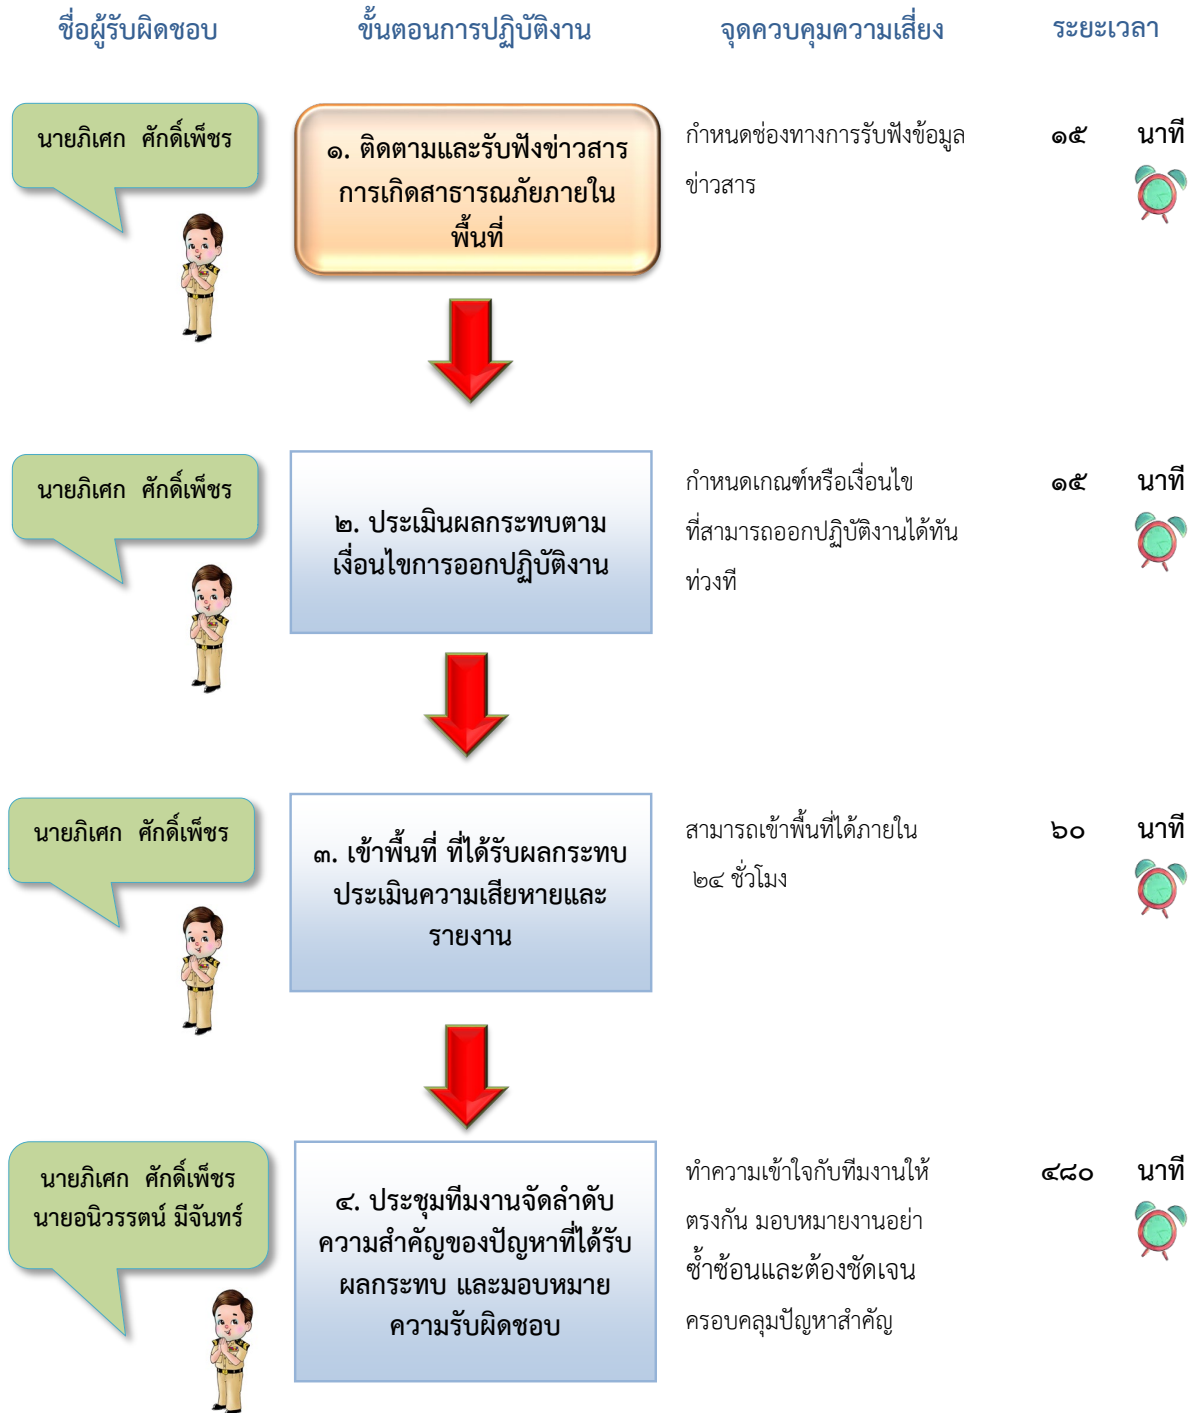 ชื่อผู้รับผิดชอบ ขั้นตอนการปฏิบัติงาน จุดควบคุมความเสี่ยง ระยะเวลา
นายภิเศก ศักดิ์เพ็ชร
๑. ติดตามและรับฟังข่าวสาร
การเกิดสาธารณภัยภายใน
พื้นที่
กำหนดช่องทางการรับฟังข้อมูล
ข่าวสาร
๑๕ นาที
นายภิเศก ศักดิ์เพ็ชร
๒. ประเมินผลกระทบตาม
เงื่อนไขการออกปฏิบัติงาน
กำหนดเกณฑ์หรือเงื่อนไข
ที่สามารถออกปฏิบัติงานได้ทัน
ท่วงที
๑๕ นาที
นายภิเศก ศักดิ์เพ็ชร
๓. เข้าพื้นที่ ที่ได้รับผลกระทบ
ประเมินความเสียหายและ
รายงาน
สามารถเข้าพื้นที่ได้ภายใน
๒๔ ชั่วโมง
๖๐ นาที
นายภิเศก ศักดิ์เพ็ชร
นายอนิวรรตน์ มีจันทร์
๔. ประชุมทีมงานจัดลำดับ
ความสำคัญของปัญหาที่ได้รับ
ผลกระทบ และมอบหมาย
ความรับผิดชอบ
ทำความเข้าใจกับทีมงานให้
ตรงกัน มอบหมายงานอย่า
ซ้ำซ้อนและต้องชัดเจน
ครอบคลุมปัญหาสำคัญ
๔๘๐ นาที